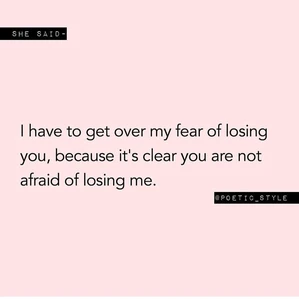 SHE SAID-
I have to get over my fear of losing
you, because it's clear you are not
afraid of losing me.
@POETIC_STYLE